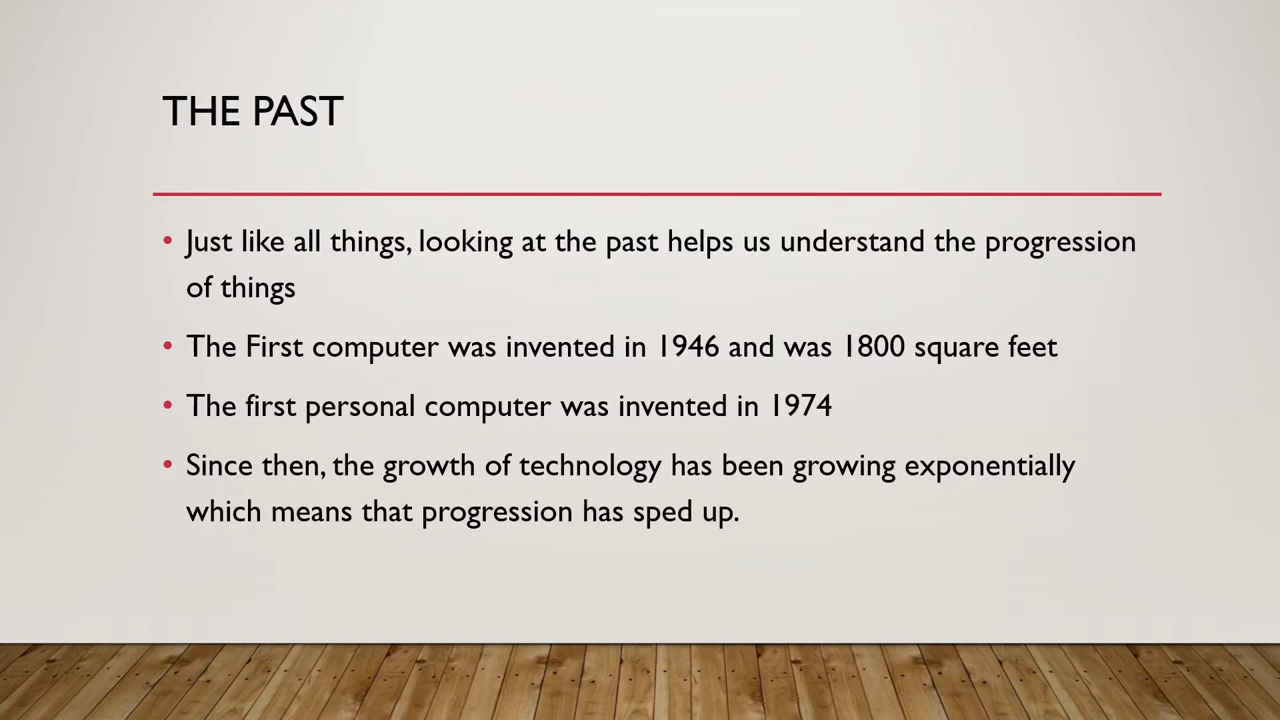 THE PAST
• Just like all things, looking at the past helps us understand the progression
of things
• The First computer was invented in 1946 and was 1800 square feet
• The first personal computer was invented in 1974
• Since then, the growth of technology has been growing exponentially
which means that progression has sped up.